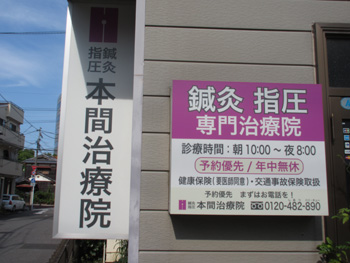 鍼灸
指圧
本間治療院
鍼灸 指圧
専門治療院
診療時間：朝10:00～夜8:00
予約優先/年中無休
健康保険(要医師同意)・交通事故保険取扱
予約優先 まずはお電話を！
本間治療院 0120-482-890